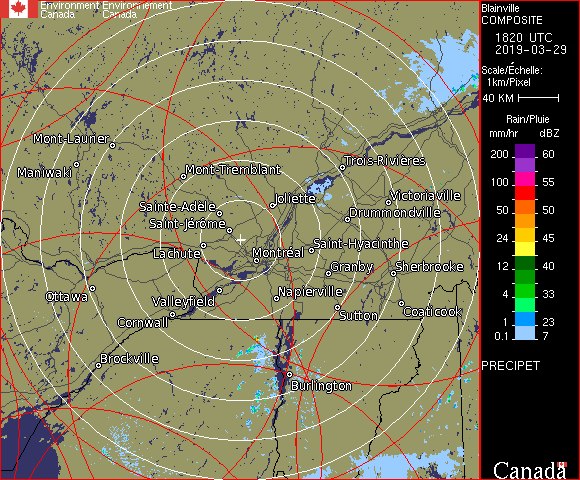 Environment Environnement
Canada Canada
Blainville
COMPOSITE
1820 UTC
2019-03-29
Scale/Échelle:
1km/Pixel
40 KM
Rain/Pluie
mm/hr dBZ
200 60
100 55
50 50
24 45
12 40
4 33
1 23
0.1 7
PRECIPET
Canada
Mont-Laurier
Maniwaki
Mont-Tremblant
Trois-Rivières
Joliette
Victoriaville
Sainte-Adèle
Drummondville
Saint-Jérôme
Saint-Hyacinthe
Lachute
Montréal
Granby
Sherbrooke
Ottawa
Valleyfield
Napierville
Coaticook
Cornwall
Sutton
Brockville
Burlington